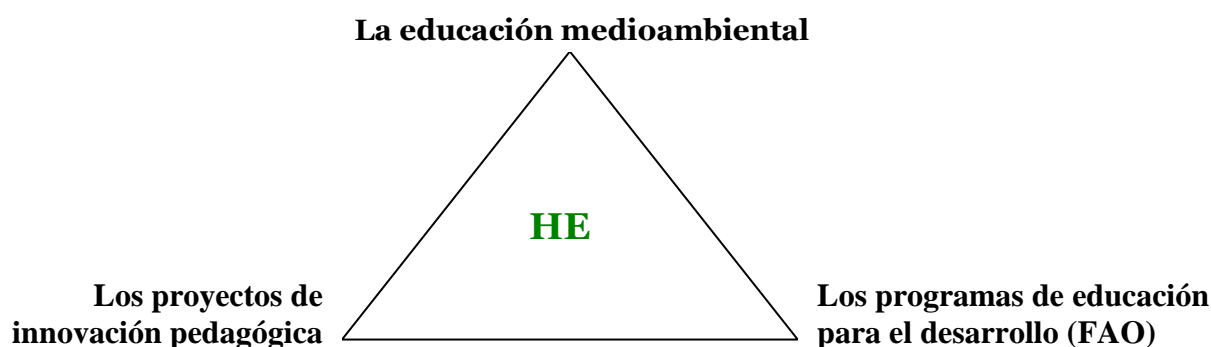 La educación medioambiental
HE
Los proyectos de
innovación pedagógica
Los programas de educación
para el desarrollo (FAO)